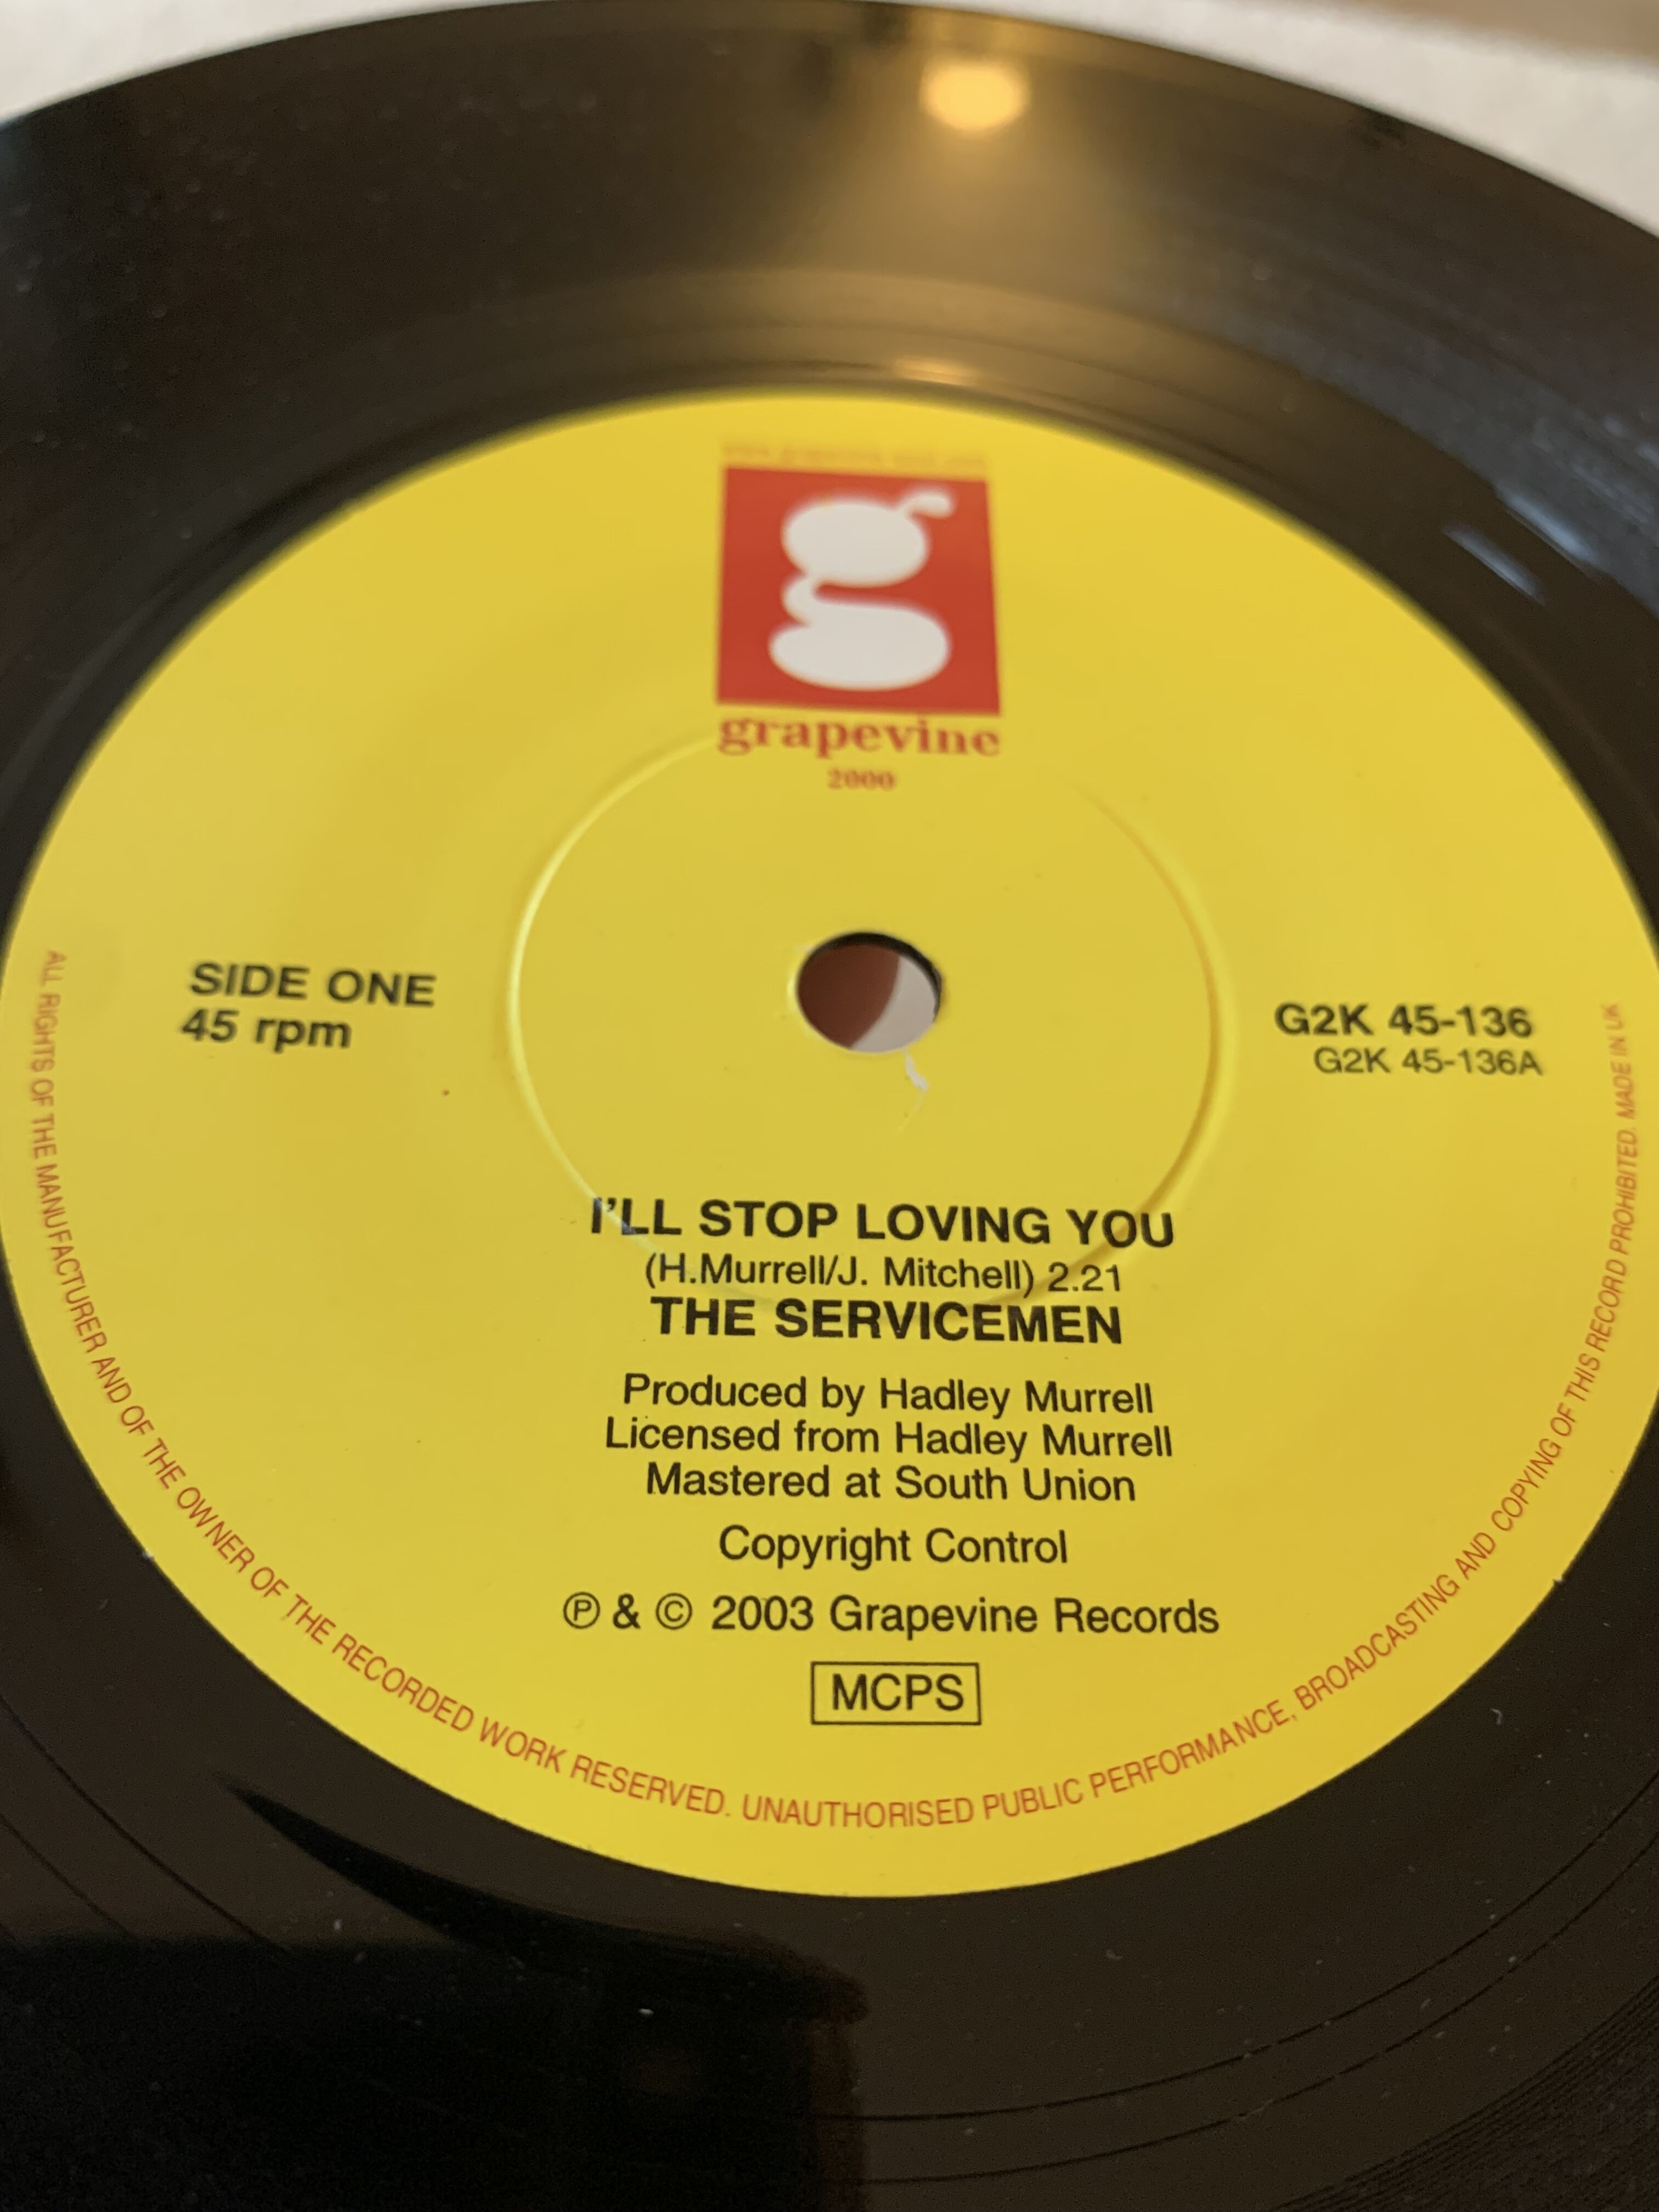 g
grapevine
2000
SIDE ONE
45 rpm
G2K 45-136
G2K 45-136A
I'LL STOP LOVING YOU
(H.Murrell/J. Mitchell) 2.21
THE SERVICEMEN
Produced by Hadley Murrell
Licensed from Hadley Murrell
Mastered at South Union
Copyright Control
℗ & © 2003 Grapevine Records
MCPS
ALL RIGHTS OF THE MANUFACTURER AND OF THE OWNER OF THE RECORDED WORK RESERVED. UNAUTHORISED PUBLIC PERFORMANCE, BROADCASTING AND COPYING OF THIS RECORD PROHIBITED. MADE IN UK